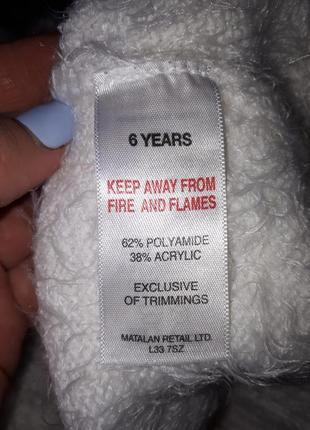 6 YEARS
KEEP AWAY FROM
FIRE AND FLAMES
62% POLYAMIDE
38% ACRYLIC
EXCLUSIVE
OF TRIMMINGS
MATALAN RETAIL LTD.
L33 7SZ